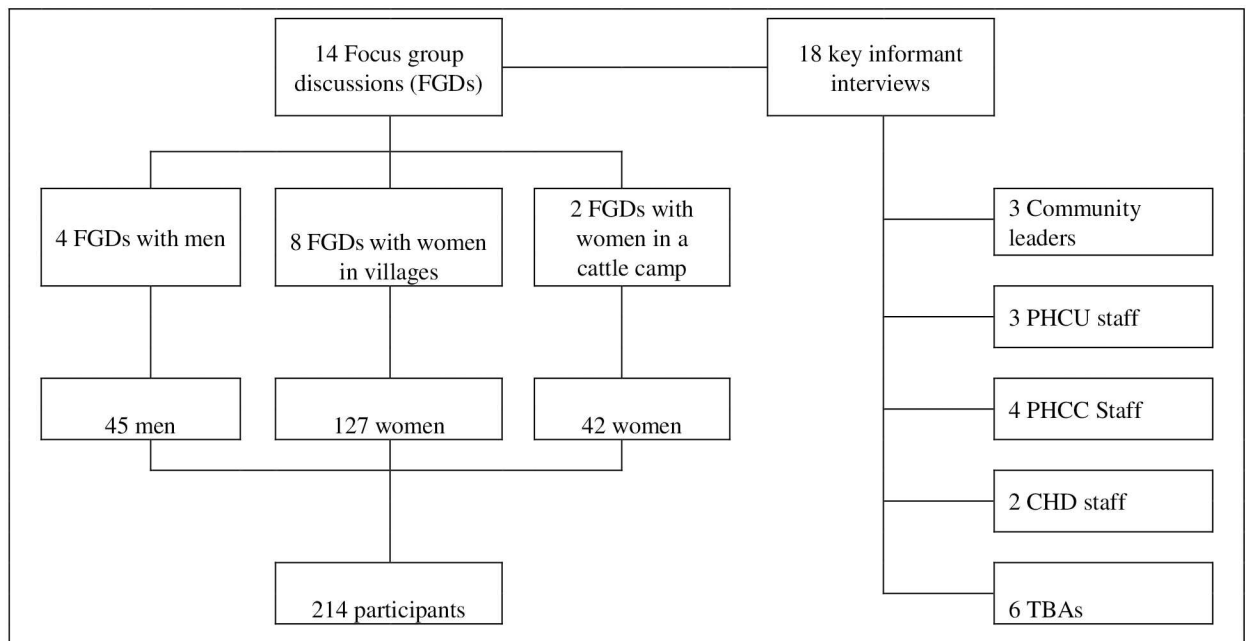 14 Focus group
discussions (FGDs)
18 key informant
interviews
4 FGDs with men
8 FGDs with women
in villages
2 FGDs with
women in a
cattle camp
45 men
127 women
42 women
214 participants
3 Community
leaders
3 PHCU staff
4 PHCC Staff
2 CHD staff
6 TBAs